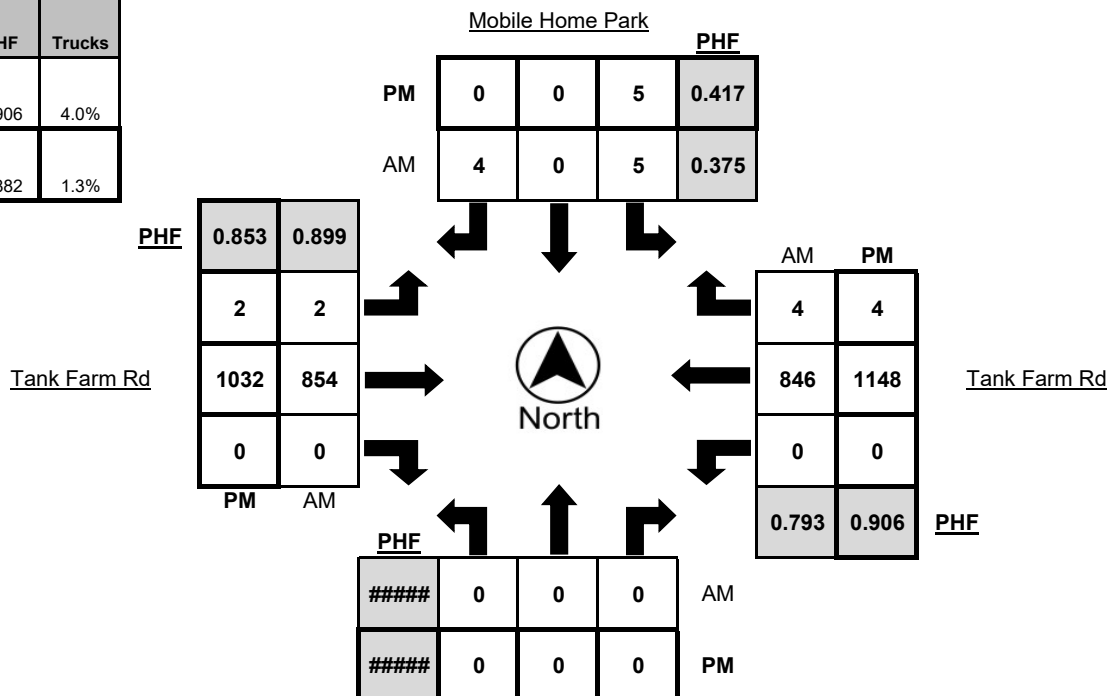 Mobile Home Park
Trucks
PHF
PM 0 0 5 0.417
4.0%
AM 4 0 5 0.375
1.3%
PHF 0.853 0.899
AM PM
2 2
4 4
Tank Farm Rd 1032 854
846 1148 Tank Farm Rd
North
0 0
0 0
PM AM
0.793 0.906 PHF
PHF
##### 0 0 0 AM
##### 0 0 0 PM